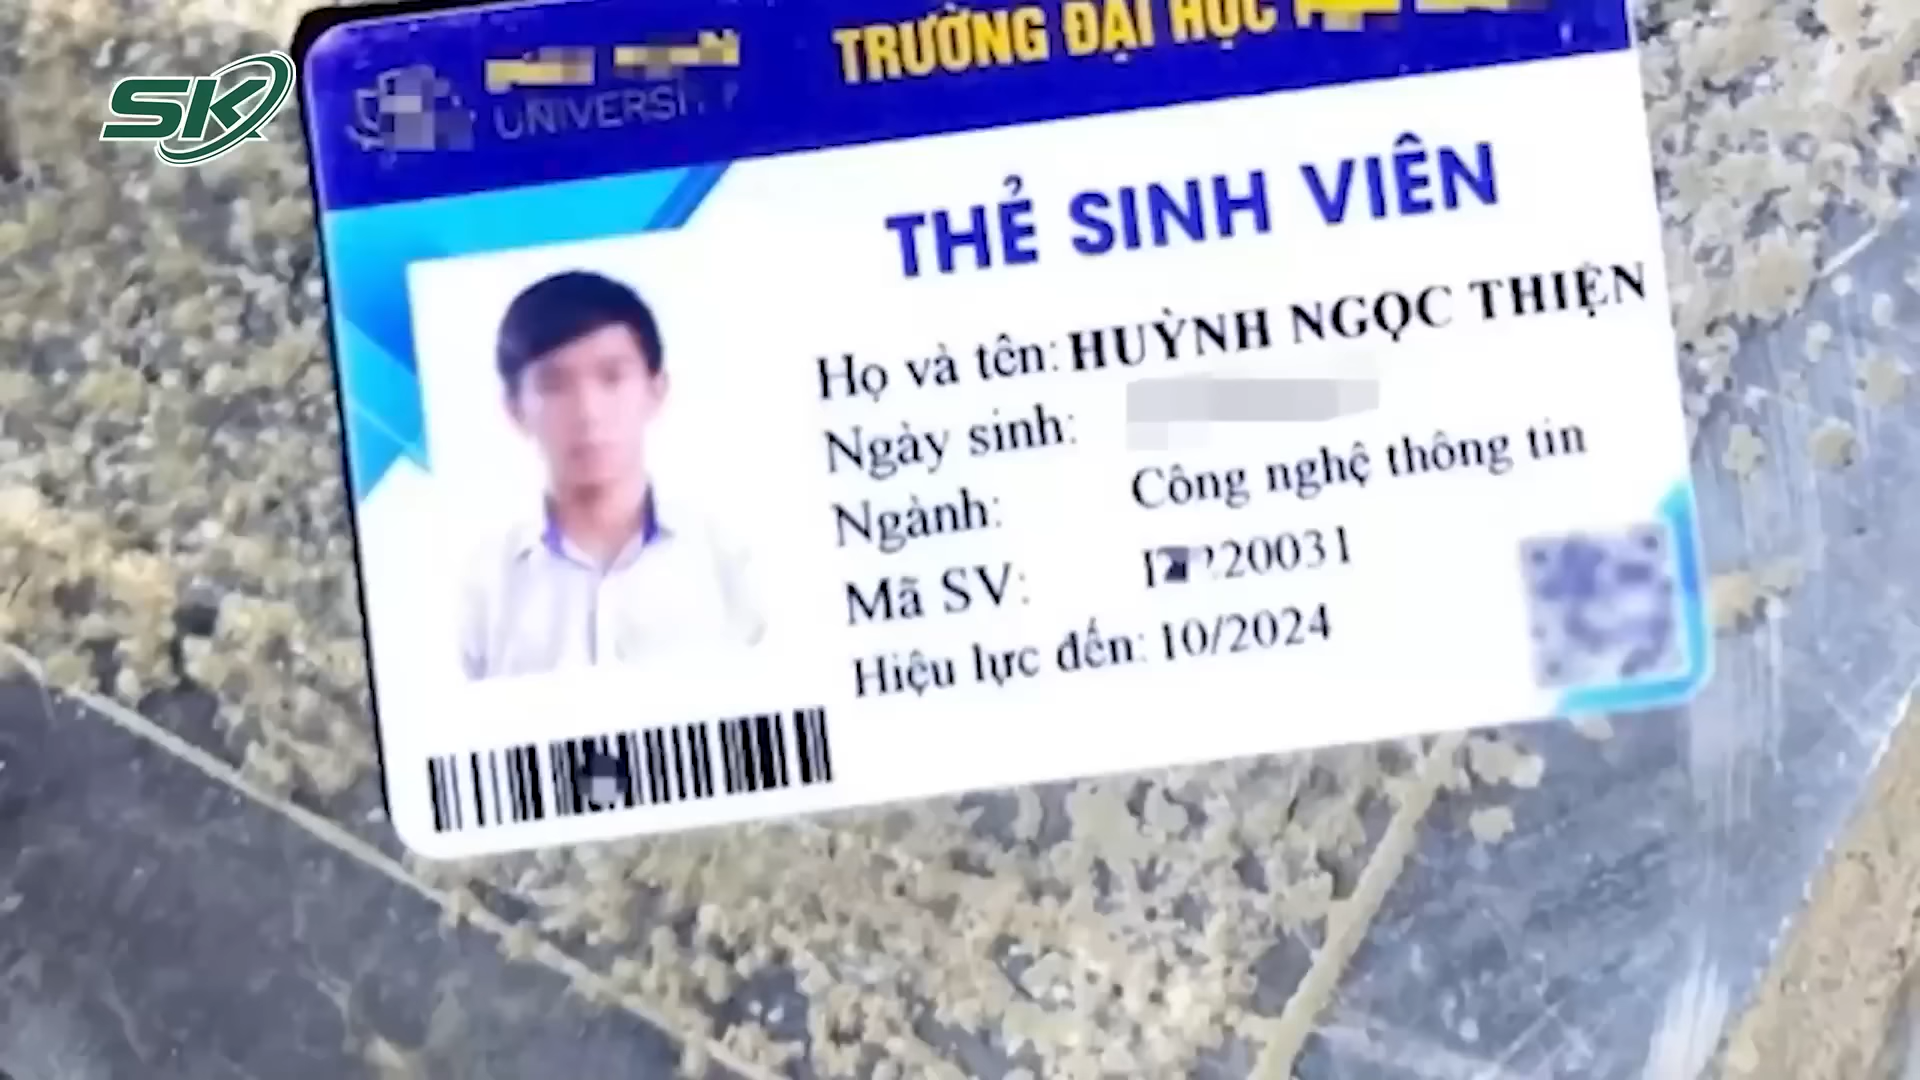 SK
UNIVERSITY
TRƯỜNG ĐẠI HỌC
THẺ SINH VIÊN
Họ và tên: HUỲNH NGỌC THIỆN
Ngày sinh:
Ngành: Công nghệ thông tin
Mã SV: 220031
Hiệu lực đến: 10/2024